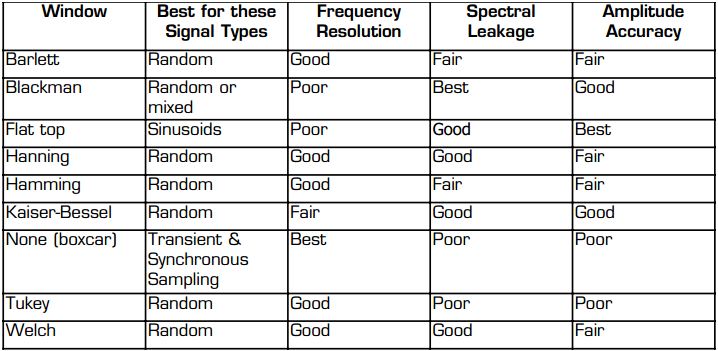 Window Best for these Signal Types Frequency Resolution Spectral Leakage Amplitude Accuracy
Barlett Random Good Fair Fair
Blackman Random or mixed Poor Best Good
Flat top Sinusoids Poor Good Best
Hanning Random Good Good Fair
Hamming Random Good Fair Fair
Kaiser-Bessel Random Fair Good Good
None (boxcar) Transient & Synchronous Sampling Best Poor Poor
Tukey Random Good Poor Poor
Welch Random Good Good Fair